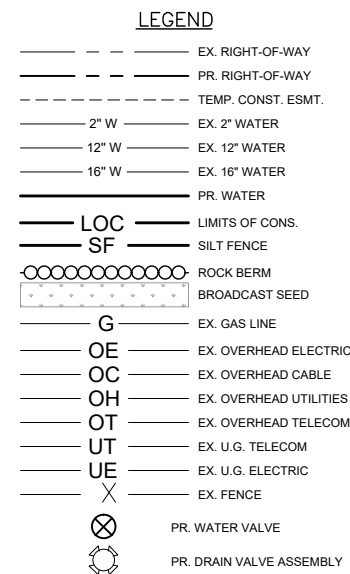 LEGEND
EX. RIGHT-OF-WAY
PR. RIGHT-OF-WAY
TEMP. CONST. ESMT.
2" W EX. 2" WATER
12" W EX. 12" WATER
16" W EX. 16" WATER
PR. WATER
LOC LIMITS OF CONS.
SF SILT FENCE
ROCK BERM
BROADCAST SEED
G EX. GAS LINE
OE EX. OVERHEAD ELECTRIC
OC EX. OVERHEAD CABLE
OH EX. OVERHEAD UTILITIES
OT EX. OVERHEAD TELECOM
UT EX. U.G. TELECOM
UE EX. U.G. ELECTRIC
X EX. FENCE
PR. WATER VALVE
PR. DRAIN VALVE ASSEMBLY